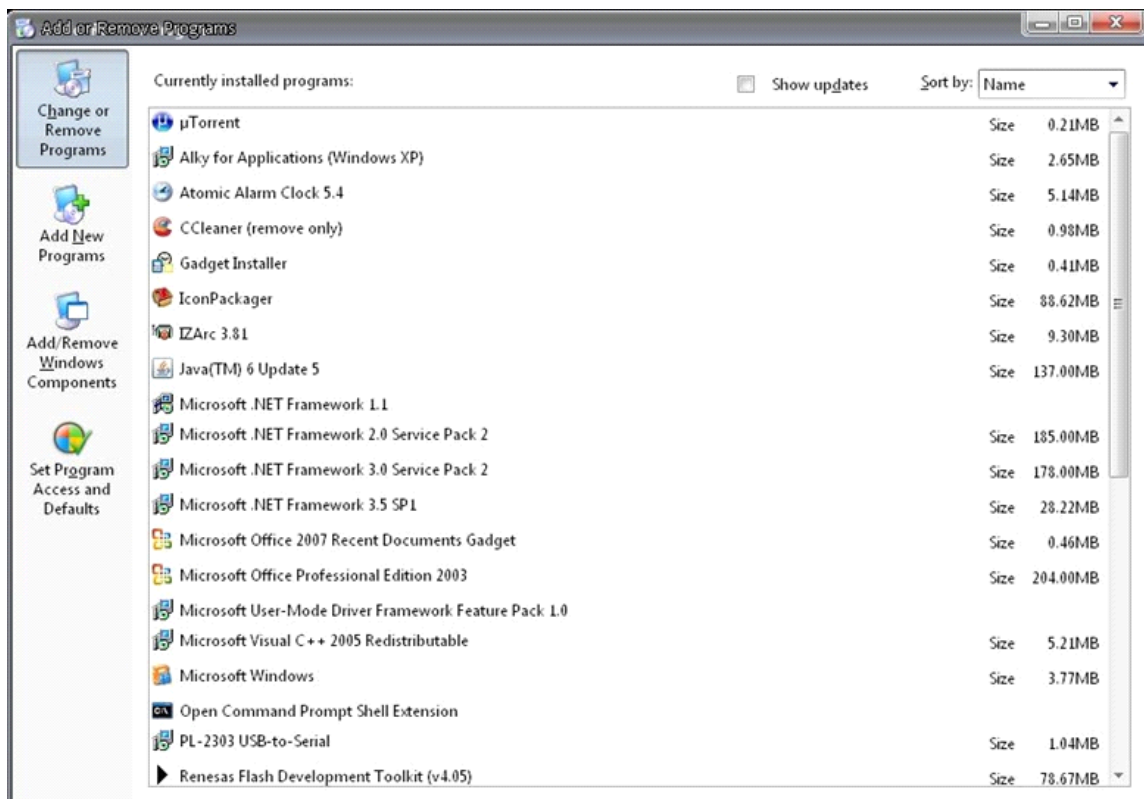 Add or Remove Programs
Change or
Remove
Programs
Add New
Programs
Add/Remove
Windows
Components
Set Program
Access and
Defaults
Currently installed programs:
Show updates
Sort by: Name
µTorrent Size 0.21MB
Alky for Applications (Windows XP) Size 2.65MB
Atomic Alarm Clock 5.4 Size 5.14MB
CCleaner (remove only) Size 0.98MB
Gadget Installer Size 0.41MB
IconPackager Size 88.62MB
IZArc 3.81 Size 9.30MB
Java(TM) 6 Update 5 Size 137.00MB
Microsoft .NET Framework 1.1
Microsoft .NET Framework 2.0 Service Pack 2 Size 185.00MB
Microsoft .NET Framework 3.0 Service Pack 2 Size 178.00MB
Microsoft .NET Framework 3.5 SP1 Size 28.22MB
Microsoft Office 2007 Recent Documents Gadget Size 0.46MB
Microsoft Office Professional Edition 2003 Size 204.00MB
Microsoft User-Mode Driver Framework Feature Pack 1.0
Microsoft Visual C++ 2005 Redistributable Size 5.21MB
Microsoft Windows Size 3.77MB
Open Command Prompt Shell Extension
PL-2303 USB-to-Serial Size 1.04MB
Renesas Flash Development Toolkit (v4.05) Size 78.67MB